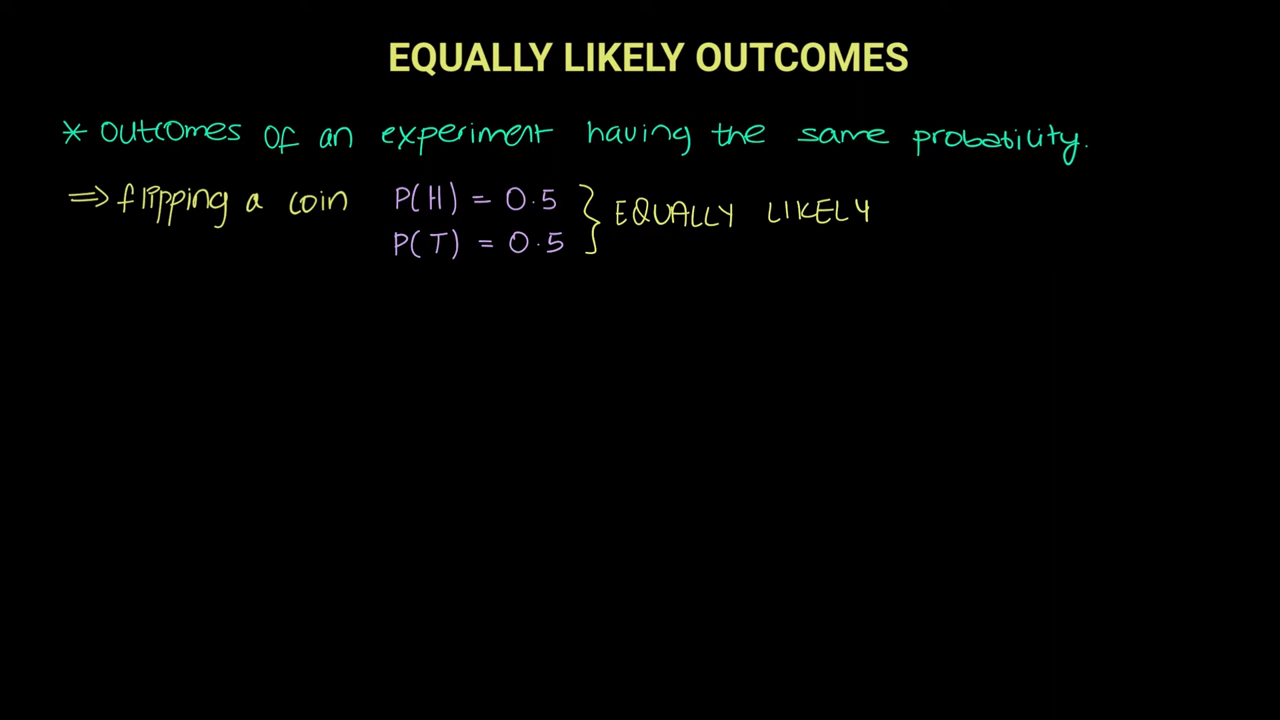 EQUALLY LIKELY OUTCOMES
* outcomes of an experiment having the same probability.
⇒ flipping a coin P(H) = 0.5 } EQUALLY LIKELY
P(T) = 0.5